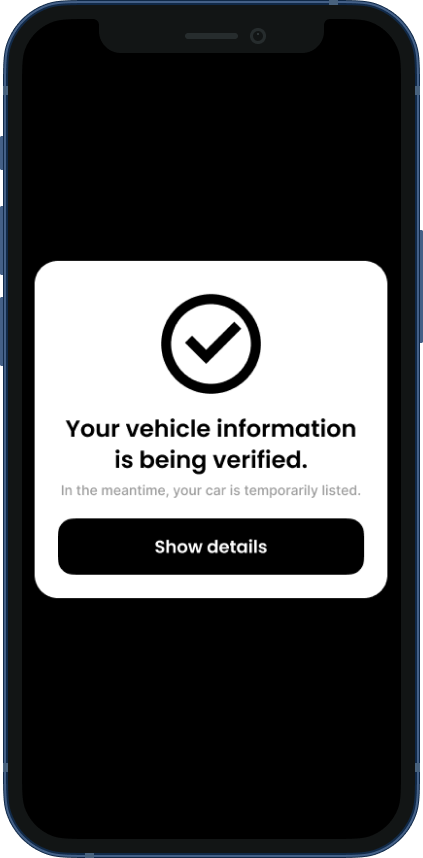 Your vehicle information
is being verified.
In the meantime, your car is temporarily listed.
Show details